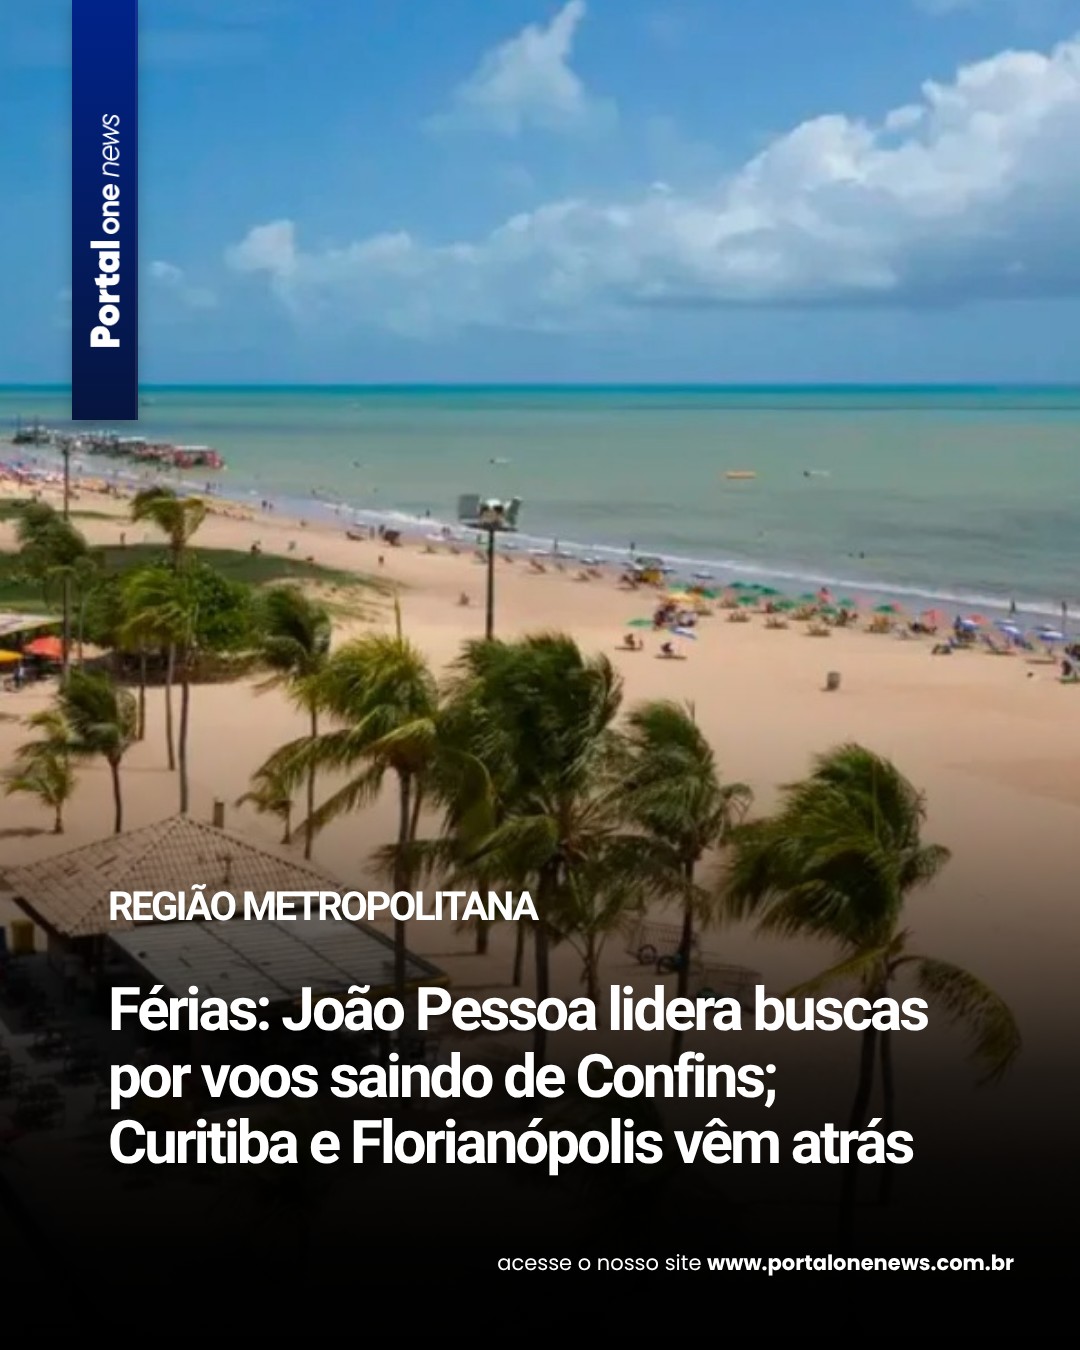 Portal one news
REGIÃO METROPOLITANA
Férias: João Pessoa lidera buscas
por voos saindo de Confins;
Curitiba e Florianópolis vêm atrás
acesse o nosso site www.portalonenews.com.br